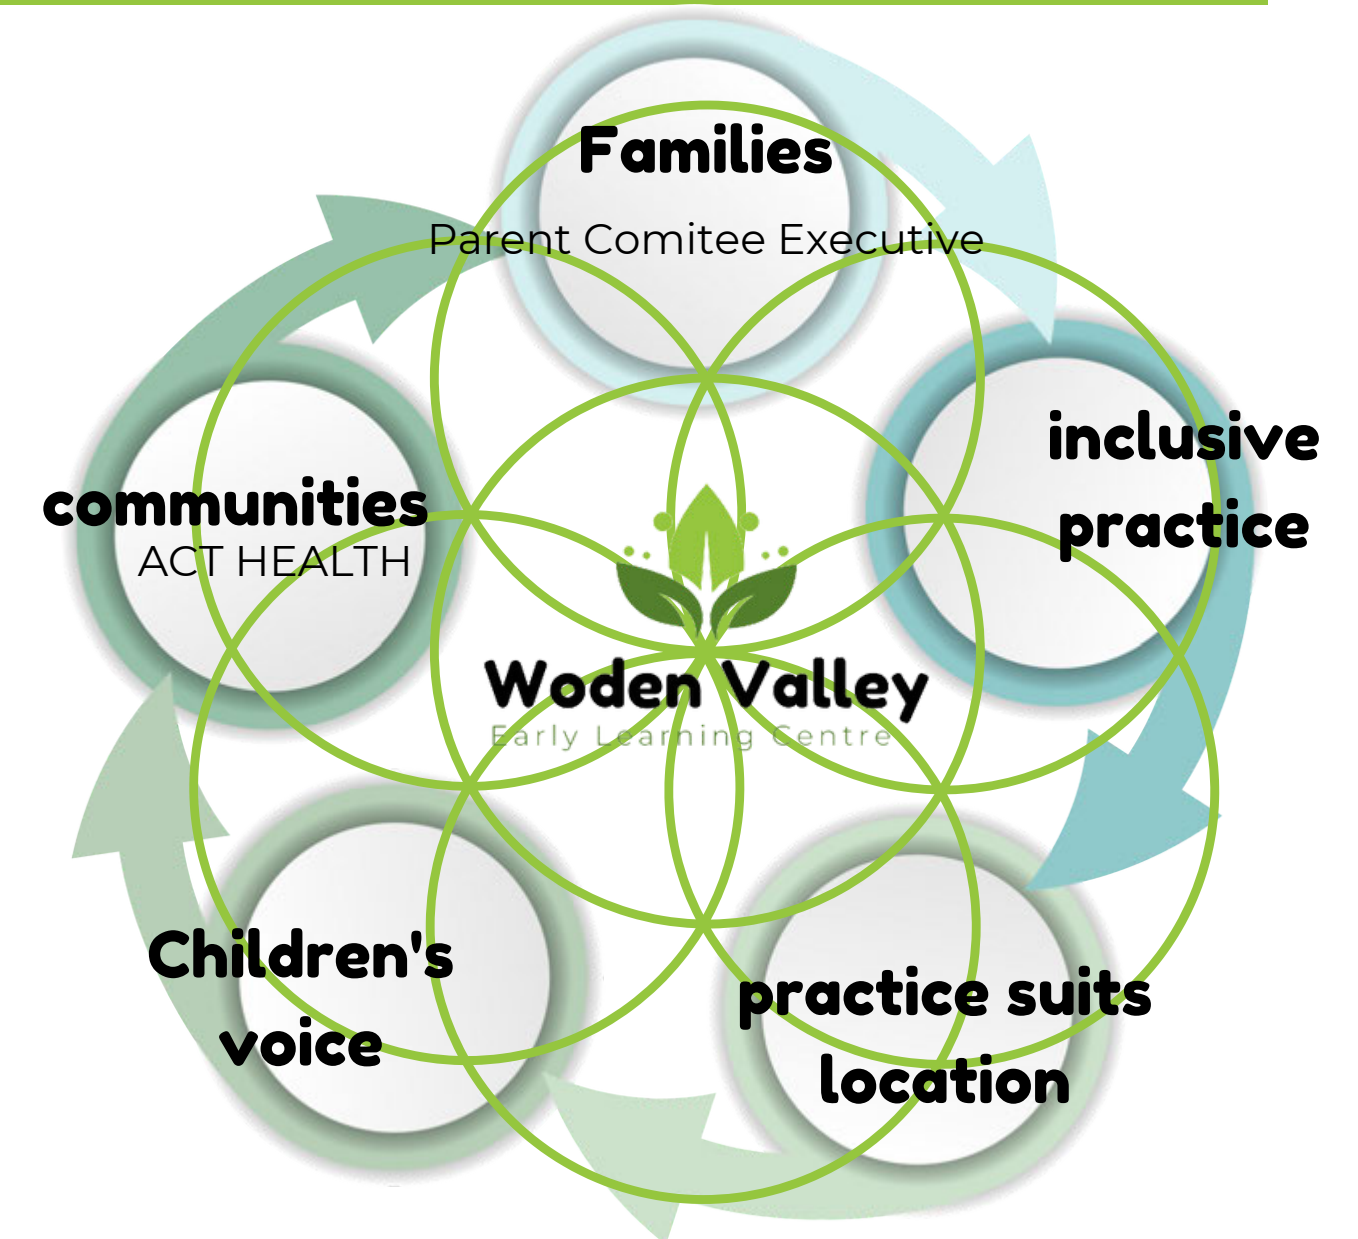 Families
Parent Comitee Executive
inclusive
practice
communities
ACT HEALTH
Woden Valley
Early Learning Centre
Children's
voice
practice suits
location